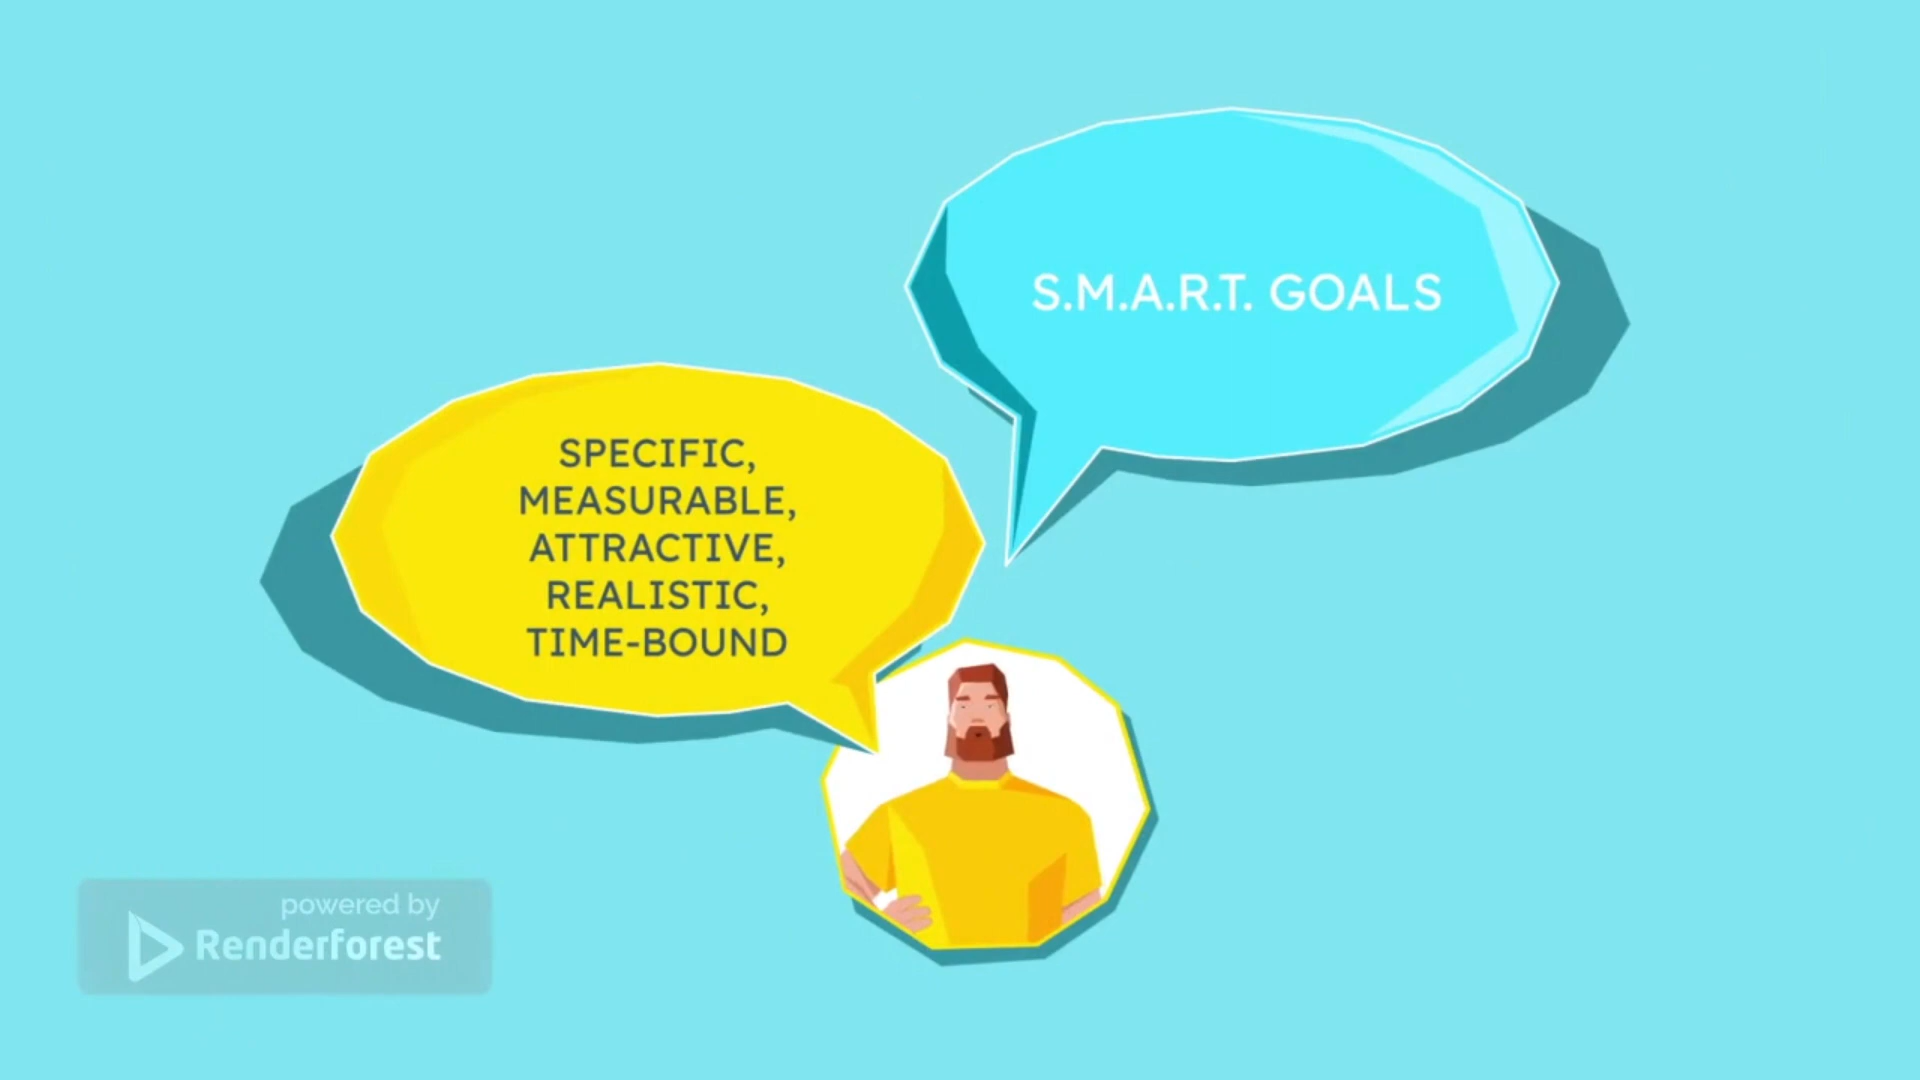 S.M.A.R.T. GOALS
SPECIFIC,
MEASURABLE,
ATTRACTIVE,
REALISTIC,
TIME-BOUND
powered by
Renderforest